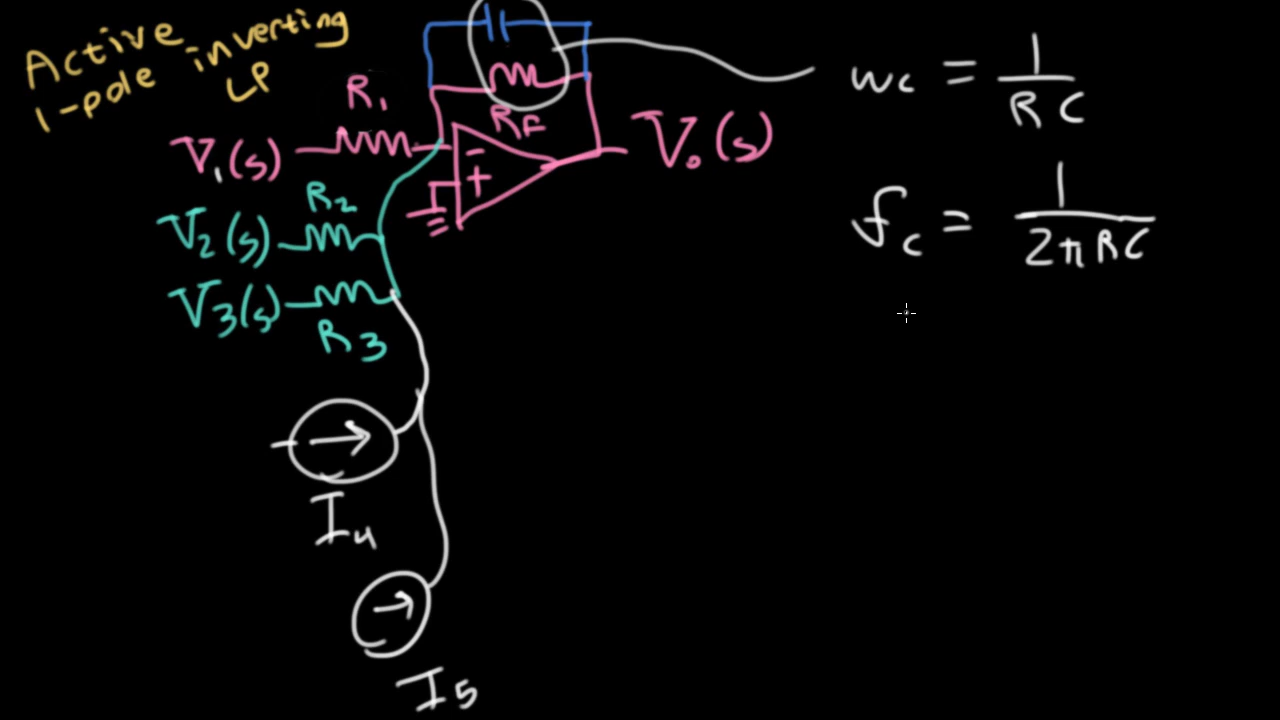 Active
1-pole inverting
LP
R1
RF
V1(s)
- +
V0(s)
R2
V2(s)
V3(s)
R3
I4
I5
wc = 1 / RC
fc = 1 / 2πRC